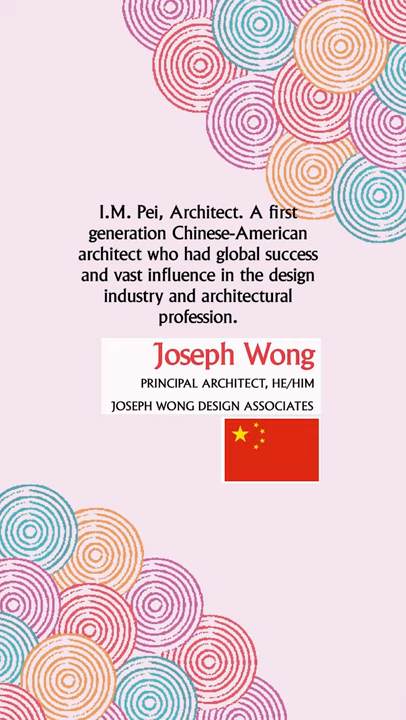 I.M. Pei, Architect. A first
generation Chinese-American
architect who had global success
and vast influence in the design
industry and architectural
profession.
Joseph Wong
PRINCIPAL ARCHITECT, HE/HIM
JOSEPH WONG DESIGN ASSOCIATES